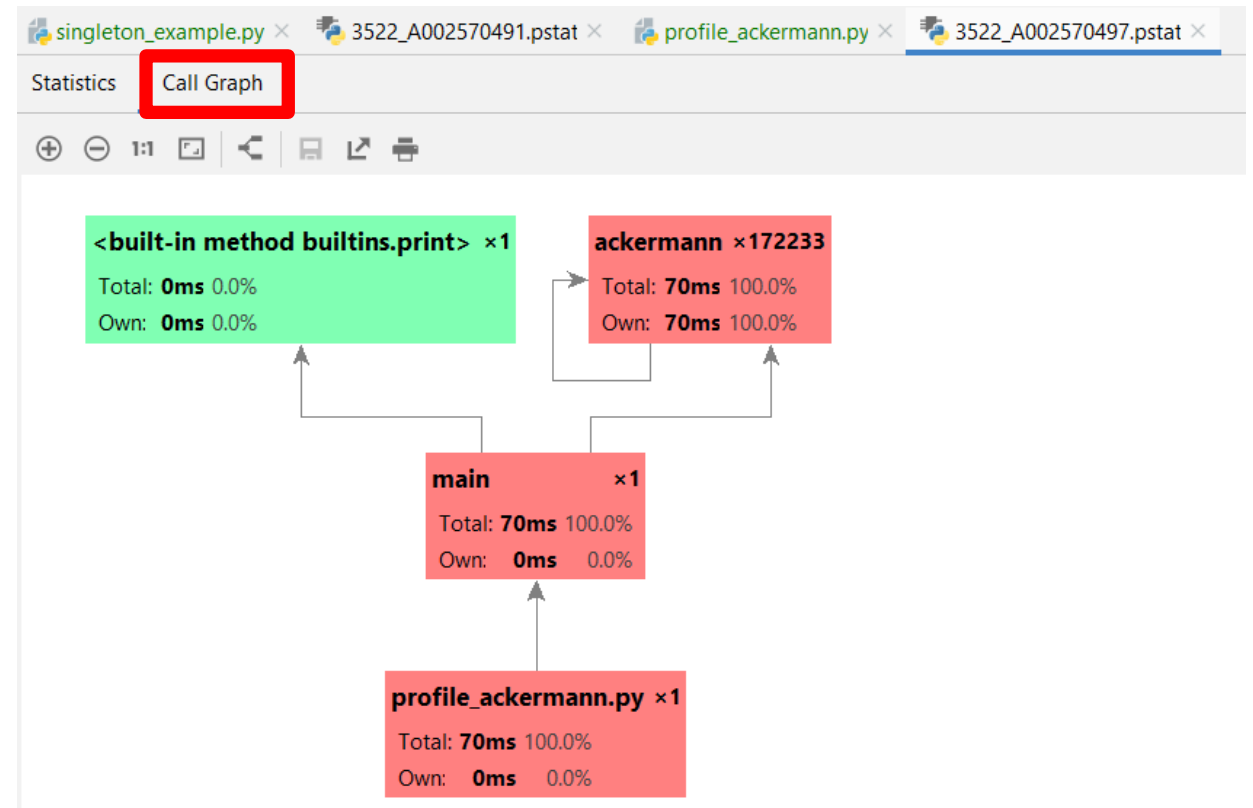 singleton_example.py × 3522_A002570491.pstat × profile_ackermann.py × 3522_A002570497.pstat ×
Statistics Call Graph
1:1
<built-in method builtins.print> ×1
Total: 0ms 0.0%
Own: 0ms 0.0%
ackermann ×172233
Total: 70ms 100.0%
Own: 70ms 100.0%
main ×1
Total: 70ms 100.0%
Own: 0ms 0.0%
profile_ackermann.py ×1
Total: 70ms 100.0%
Own: 0ms 0.0%